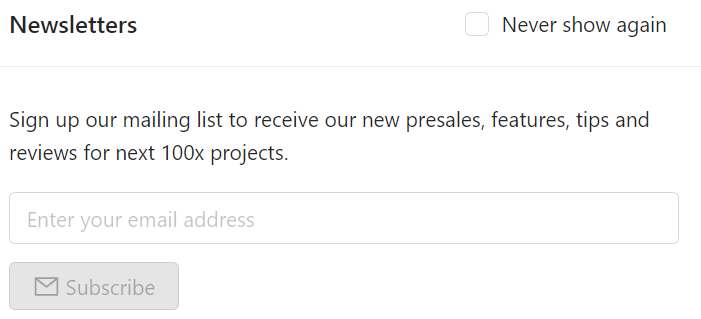 Newsletters
Never show again
Sign up our mailing list to receive our new presales, features, tips and
reviews for next 100x projects.
Enter your email address
Subscribe